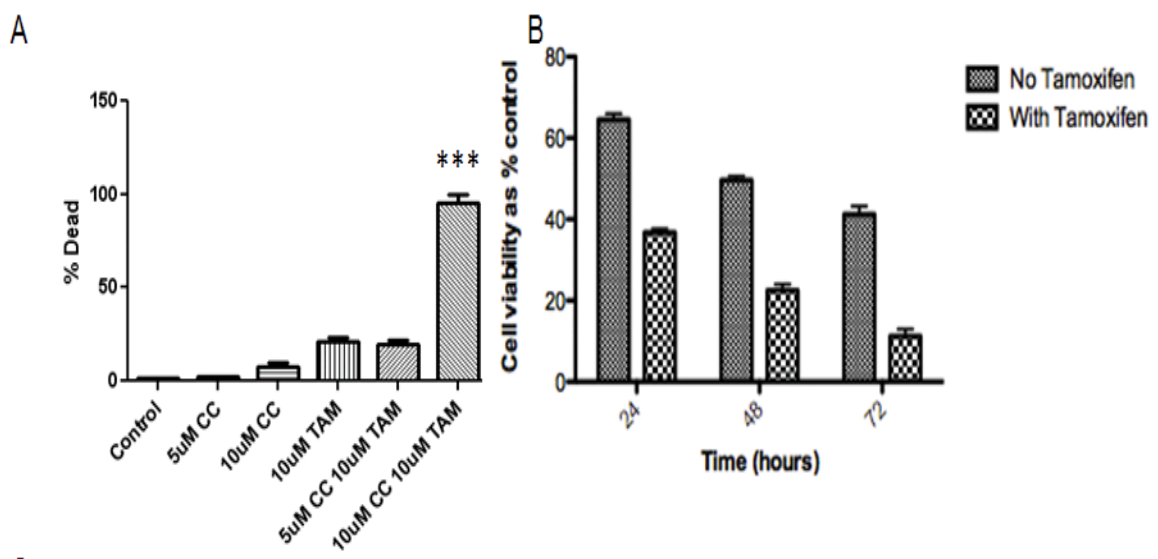 A
B
150
100
50
0
% Dead
***
Control
5uM CC
10uM CC
10uM TAM
5uM CC 10uM TAM
10uM CC 10uM TAM
80
60
40
20
0
Cell viability as % control
24
48
72
Time (hours)
No Tamoxifen
With Tamoxifen